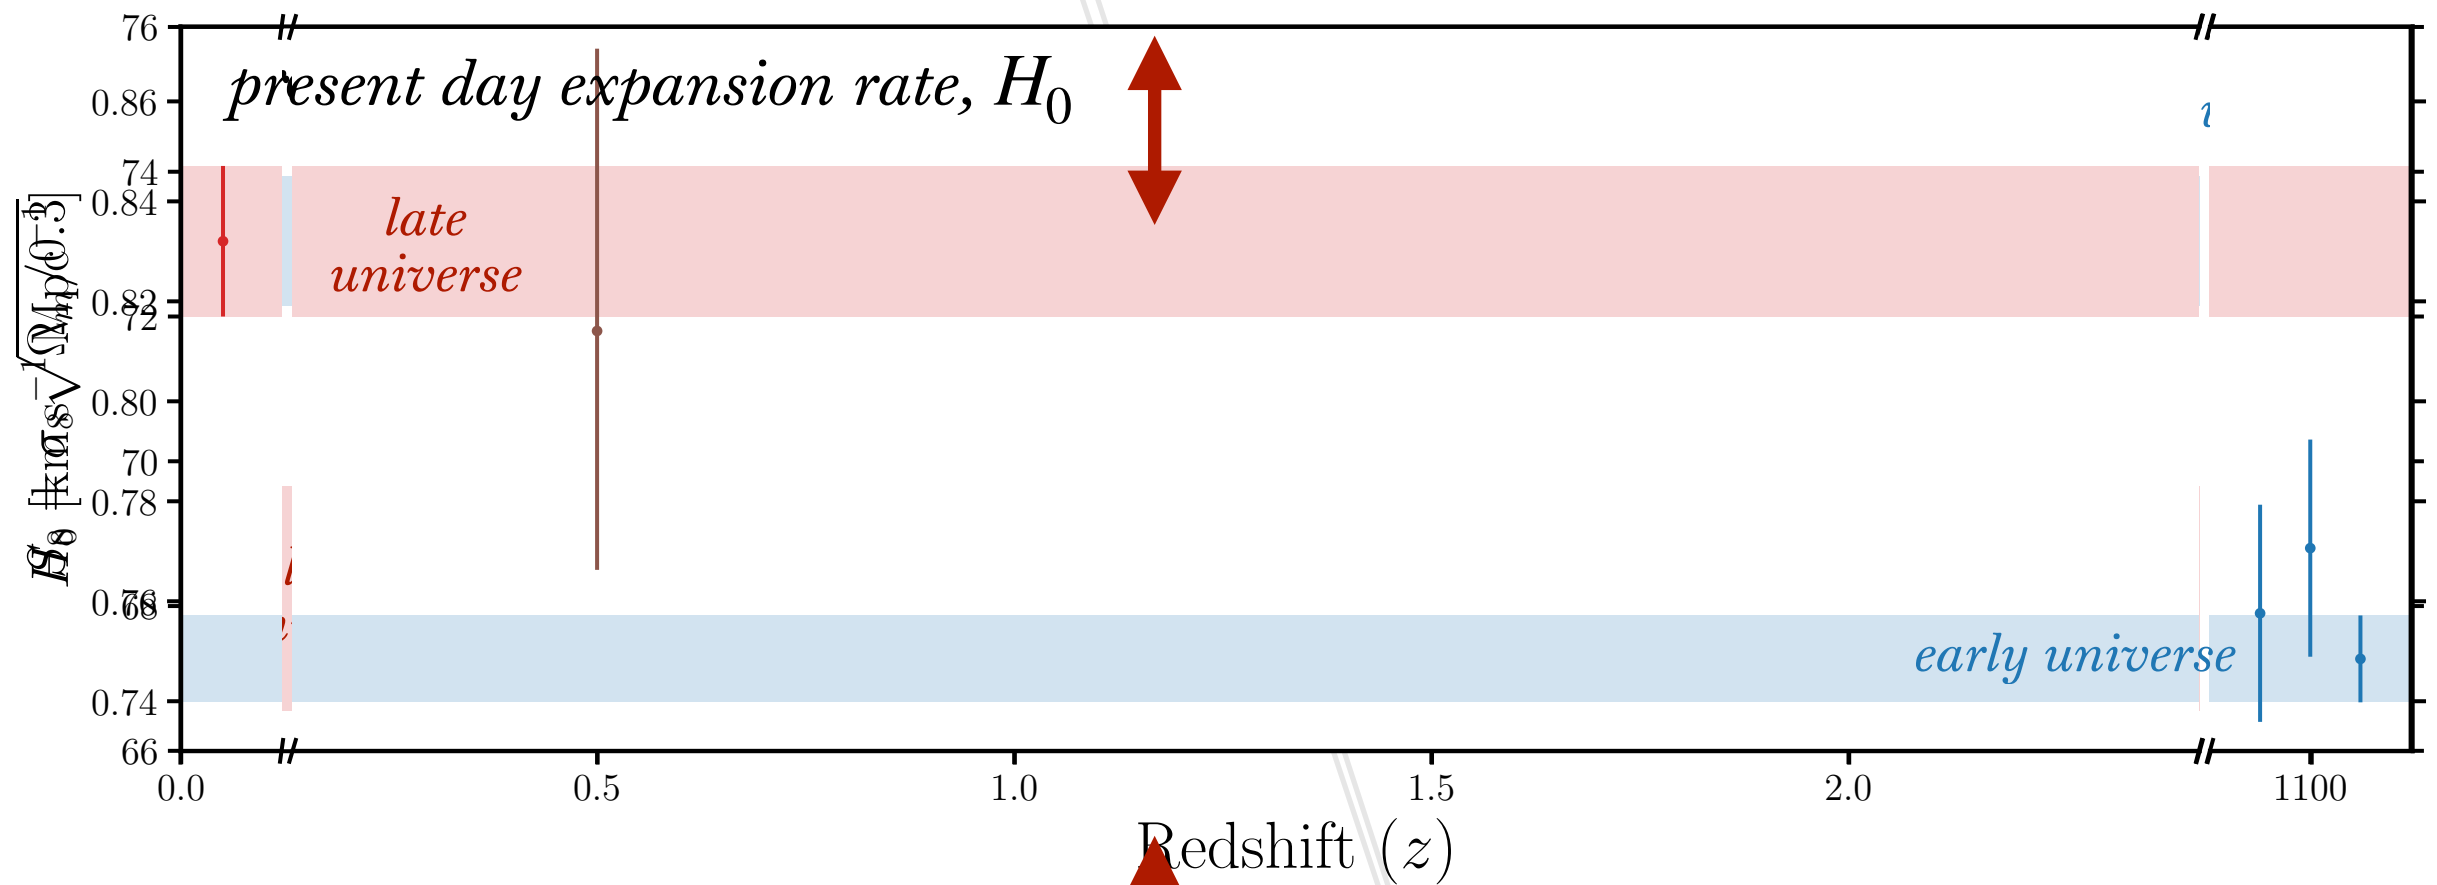 76
present day expansion rate, H₀
0.86
74
0.84
late
universe
0.82
72
0.80
70
0.78
0.76
68
early universe
0.74
66
0.0 0.5 1.0 1.5 2.0 1100
Redshift (z)